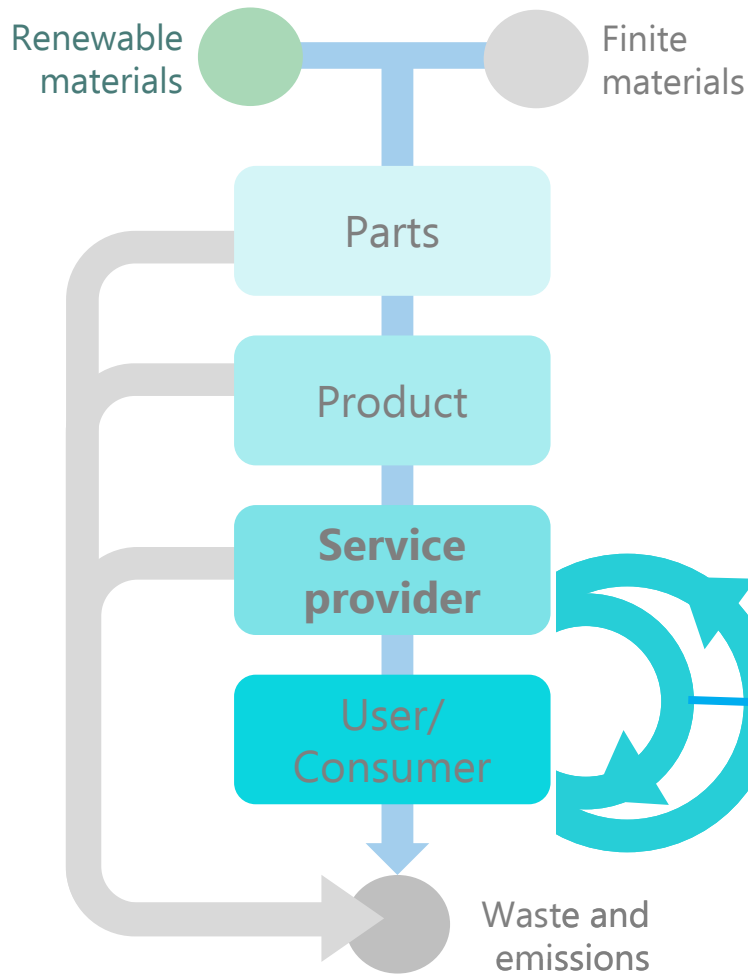 Renewable
materials
Finite
materials
Parts
Product
Service
provider
User/
Consumer
Waste and
emissions